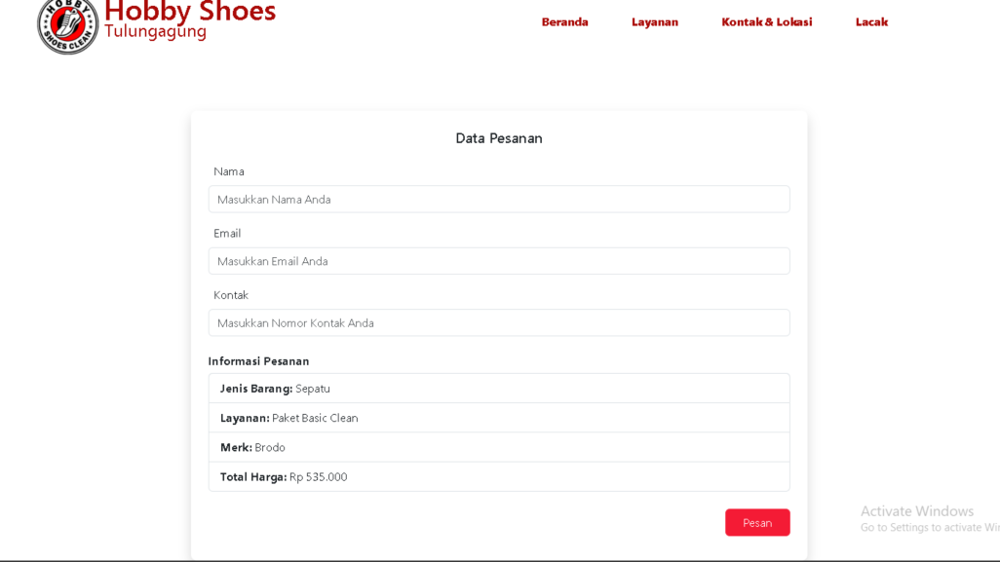 HOBBY
SHOES CLEAN
Hobby Shoes
Tulungagung
Beranda Layanan Kontak & Lokasi Lacak
Data Pesanan
Nama
Masukkan Nama Anda
Email
Masukkan Email Anda
Kontak
Masukkan Nomor Kontak Anda
Informasi Pesanan
Jenis Barang: Sepatu
Layanan: Paket Basic Clean
Merk: Brodo
Total Harga: Rp 535.000
Pesan
Activate Windows
Go to Settings to activate Win